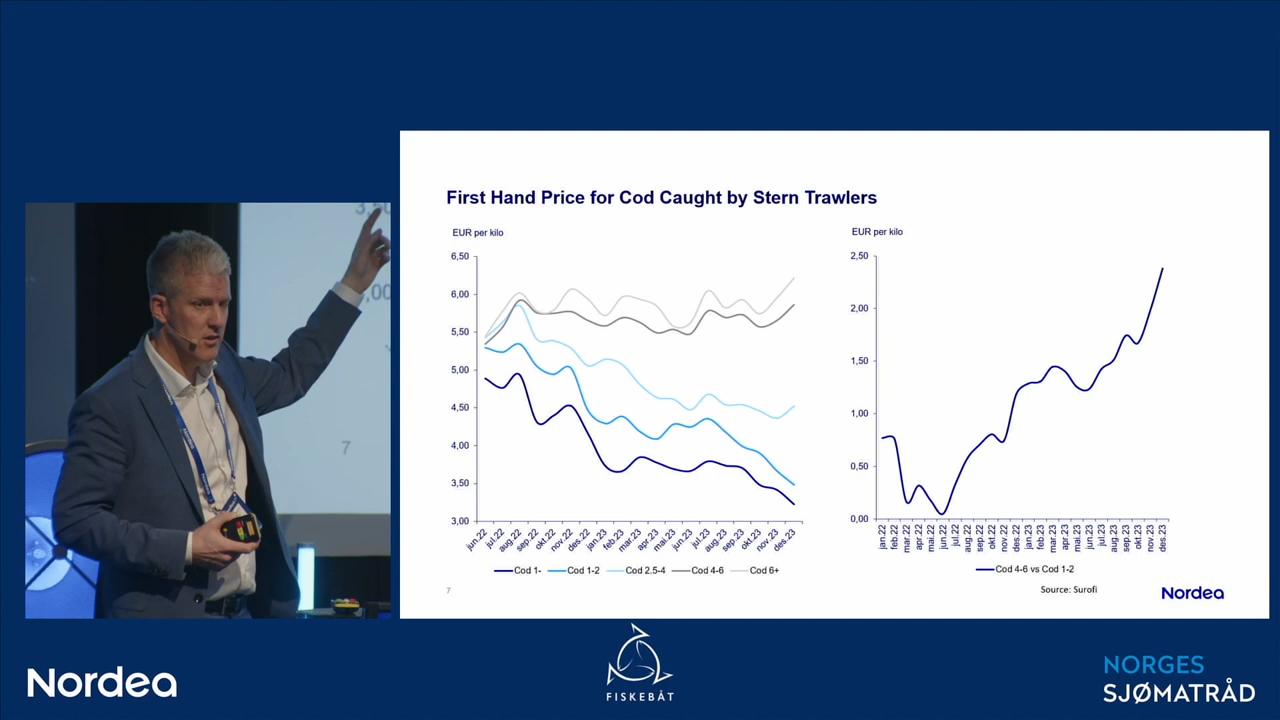 First Hand Price for Cod Caught by Stern Trawlers
EUR per kilo
6,50
6,00
5,50
5,00
4,50
4,00
3,50
3,00
jun.22 jul.22 aug.22 sep.22 okt.22 nov.22 des.22 jan.23 feb.23 mar.23 apr.23 mai.23 jun.23 jul.23 aug.23 sep.23 okt.23 nov.23 des.23
Cod 1- Cod 1-2 Cod 2.5-4 Cod 4-6 Cod 6+
EUR per kilo
2,50
2,00
1,50
1,00
0,50
0,00
jan.22 feb.22 mar.22 apr.22 mai.22 jun.22 jul.22 aug.22 sep.22 okt.22 nov.22 des.22 jan.23 feb.23 mar.23 apr.23 mai.23 jun.23 jul.23 aug.23 sep.23 okt.23 nov.23 des.23
Cod 4-6 vs Cod 1-2
7
Source: Surofi
Nordea
7
Nordea
FISKEBÅT
NORGES
SJØMATRÅD